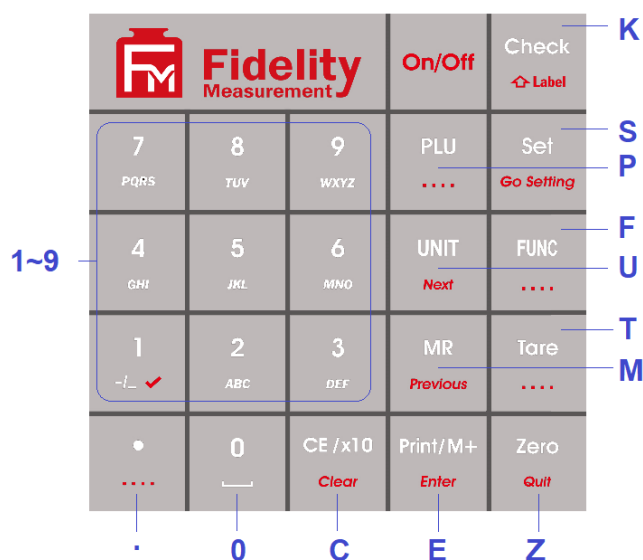 K
FM
Fidelity
Measurement
On/Off
Check
Label
S
7
8
9
PLU
Set
P
PQRS
TUV
WXYZ
....
Go Setting
F
1~9
4
5
6
UNIT
FUNC
U
GHI
JKL
MNO
Next
....
T
1
2
3
MR
Tare
M
-/_
ABC
DEF
Previous
....
•
0
CE/x10
Print/M+
Zero
....
Clear
Enter
Quit
.
0
C
E
Z